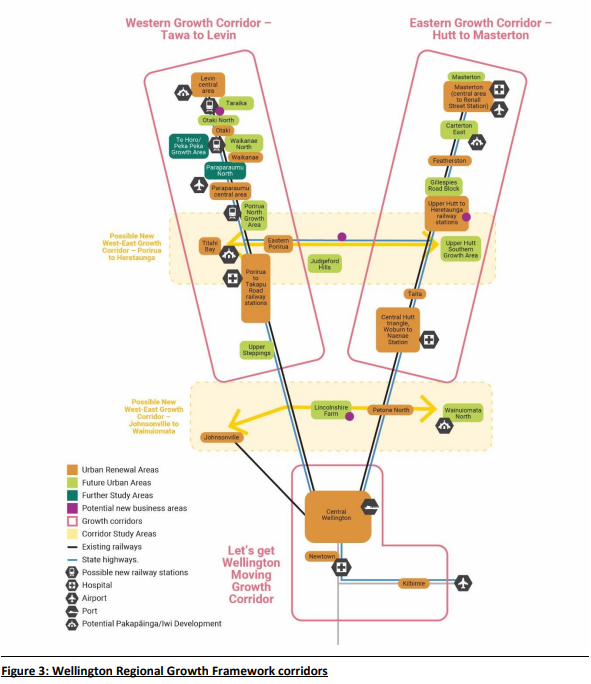 Western Growth Corridor –
Tawa to Levin
Eastern Growth Corridor –
Hutt to Masterton
Levin
central
area
Taraika
Otaki North
Otaki
Te Horo/
Peka Peka
Growth Area
Waikanae
North
Waikanae
Paraparaumu
North
Paraparaumu
central area
Porirua
North
Growth
Area
Masterton
Masterton
(central area
to Renall
Street Station)
Carterton
East
Featherston
Gillespies
Road Block
Upper Hutt to
Heretaunga
railway
stations
Possible New
West-East Growth
Corridor – Porirua
to Heretaunga
Titahi
Bay
Eastern
Porirua
Judgeford
Hills
Upper Hutt
Southern
Growth Area
Porirua
to
Takapu
Road
railway
stations
Taita
Central Hutt
triangle,
Woburn to
Naenae
Station
Upper
Steppings
Possible New
West-East Growth
Corridor –
Johnsonville to
Wainuiomata
Lincolnshire
Farm
Petone North
Wainuiomata
North
Johnsonville
Urban Renewal Areas
Future Urban Areas
Further Study Areas
Potential new business areas
Growth corridors
Corridor Study Areas
Existing railways
State highways.
Possible new railway stations
Hospital
Airport
Port
Potential Pakapāinga/Iwi Development
Central
Wellington
Let's get
Wellington
Moving
Growth
Corridor
Newtown
Kilbirnie
Figure 3: Wellington Regional Growth Framework corridors